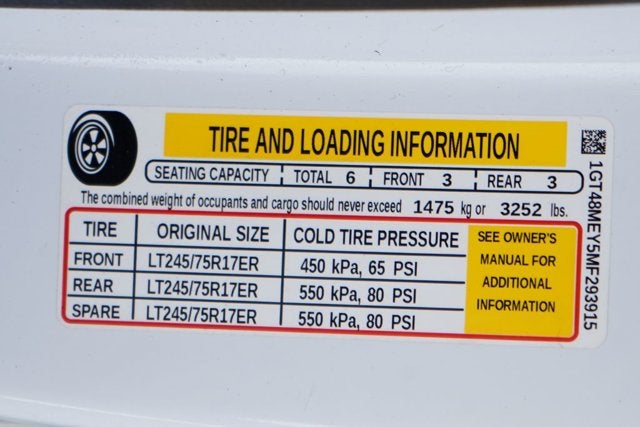 TIRE AND LOADING INFORMATION
SEATING CAPACITY TOTAL 6 FRONT 3 REAR 3
The combined weight of occupants and cargo should never exceed 1475 kg or 3252 lbs.
TIRE ORIGINAL SIZE COLD TIRE PRESSURE
FRONT LT245/75R17ER 450 kPa, 65 PSI
REAR LT245/75R17ER 550 kPa, 80 PSI
SPARE LT245/75R17ER 550 kPa, 80 PSI
SEE OWNER'S
MANUAL FOR
ADDITIONAL
INFORMATION
1GT48MEY5MF293915